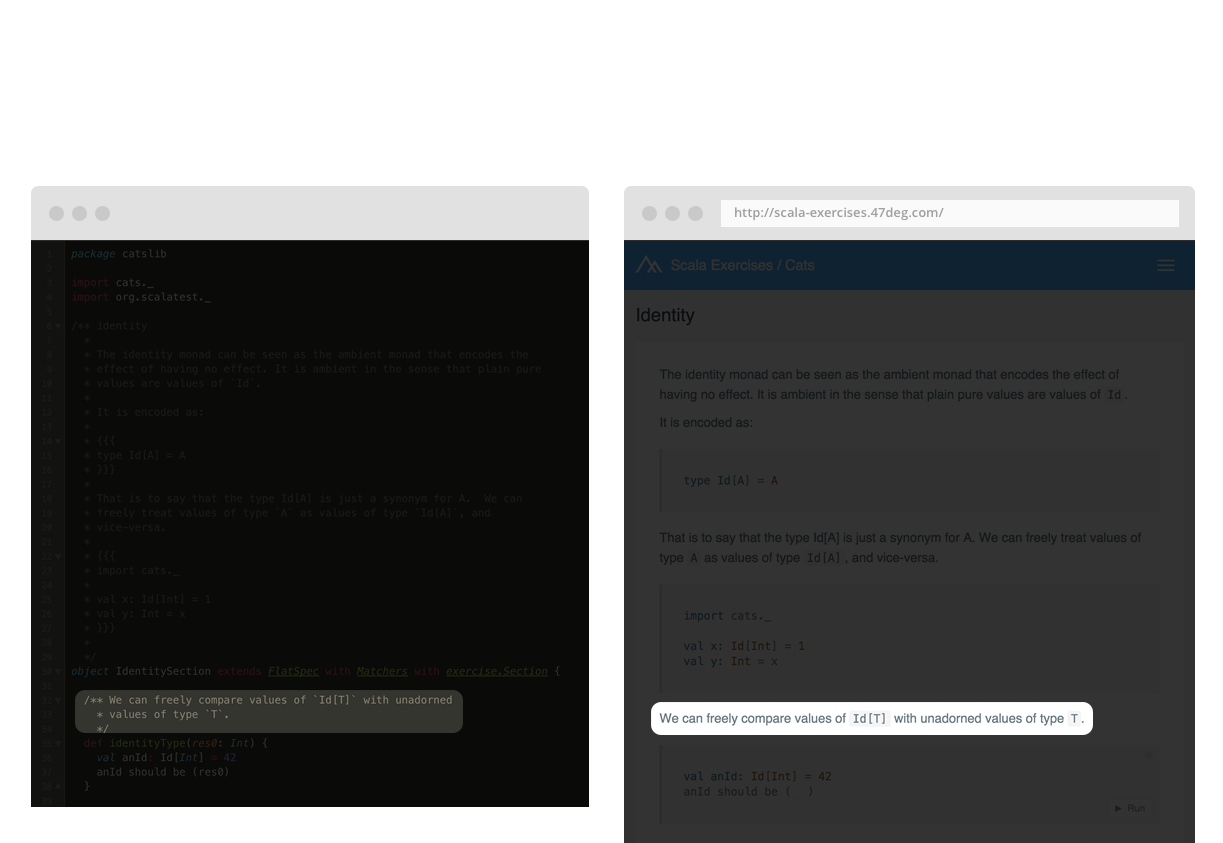 package catslib
import cats._
import org.scalatest._
/** identity
*
* The identity monad can be seen as the ambient monad that encodes the
* effect of having no effect. It is ambient in the sense that plain pure
* values are values of `Id`.
*
* It is encoded as:
*
* {{{
* type Id[A] = A
* }}}
*
* That is to say that the type Id[A] is just a synonym for A.  We can
* freely treat values of type `A` as values of type `Id[A]`, and
* vice-versa.
*
* {{{
* import cats._
*
* val x: Id[Int] = 1
* val y: Int = x
* }}}
*
*/
object IdentitySection extends FlatSpec with Matchers with exercise.Section {
/** We can freely compare values of `Id[T]` with unadorned
* values of type `T`.
*/
def identityType(res0: Int) {
val anId: Id[Int] = 42
anId should be (res0)
}
http://scala-exercises.47deg.com/
Scala Exercises / Cats
Identity
The identity monad can be seen as the ambient monad that encodes the effect of
having no effect. It is ambient in the sense that plain pure values are values of Id .
It is encoded as:
type Id[A] = A
That is to say that the type Id[A] is just a synonym for A. We can freely treat values of
type A as values of type Id[A] , and vice-versa.
import cats._
val x: Id[Int] = 1
val y: Int = x
We can freely compare values of Id[T] with unadorned values of type T .
val anId: Id[Int] = 42
anId should be (   )
Run